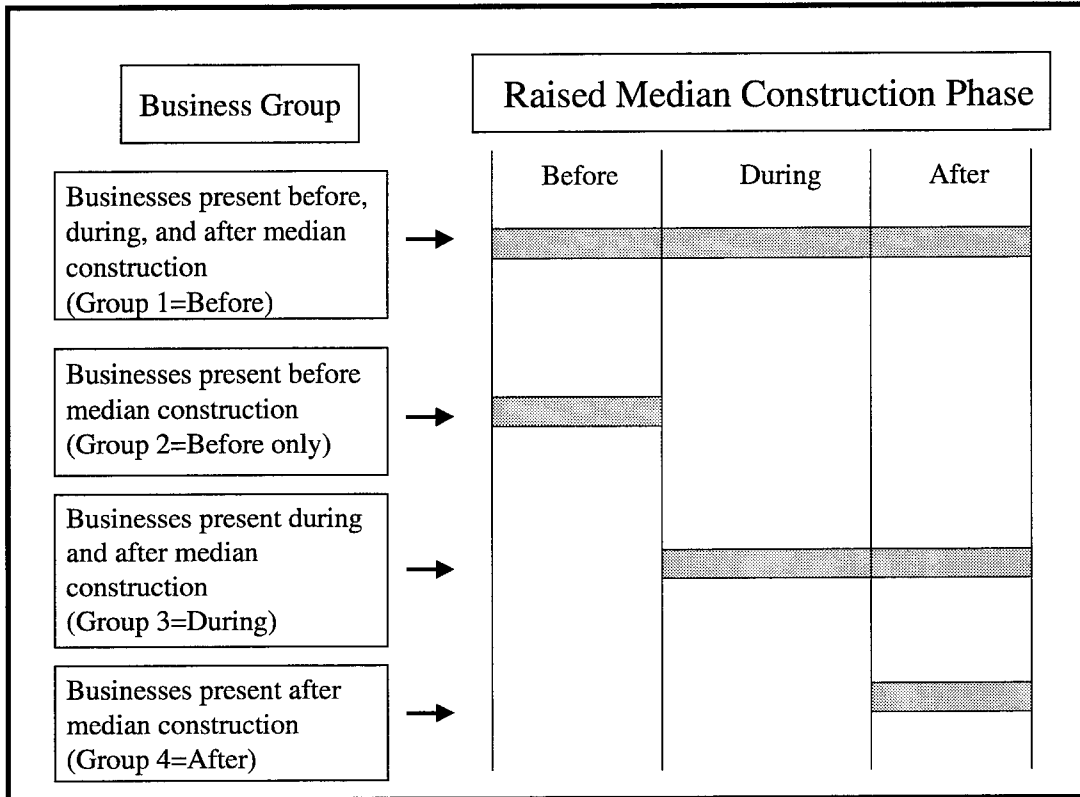 Business Group
Raised Median Construction Phase
Before
During
After
Businesses present before,
during, and after median
construction
(Group 1=Before)
Businesses present before
median construction
(Group 2=Before only)
Businesses present during
and after median
construction
(Group 3=During)
Businesses present after
median construction
(Group 4=After)